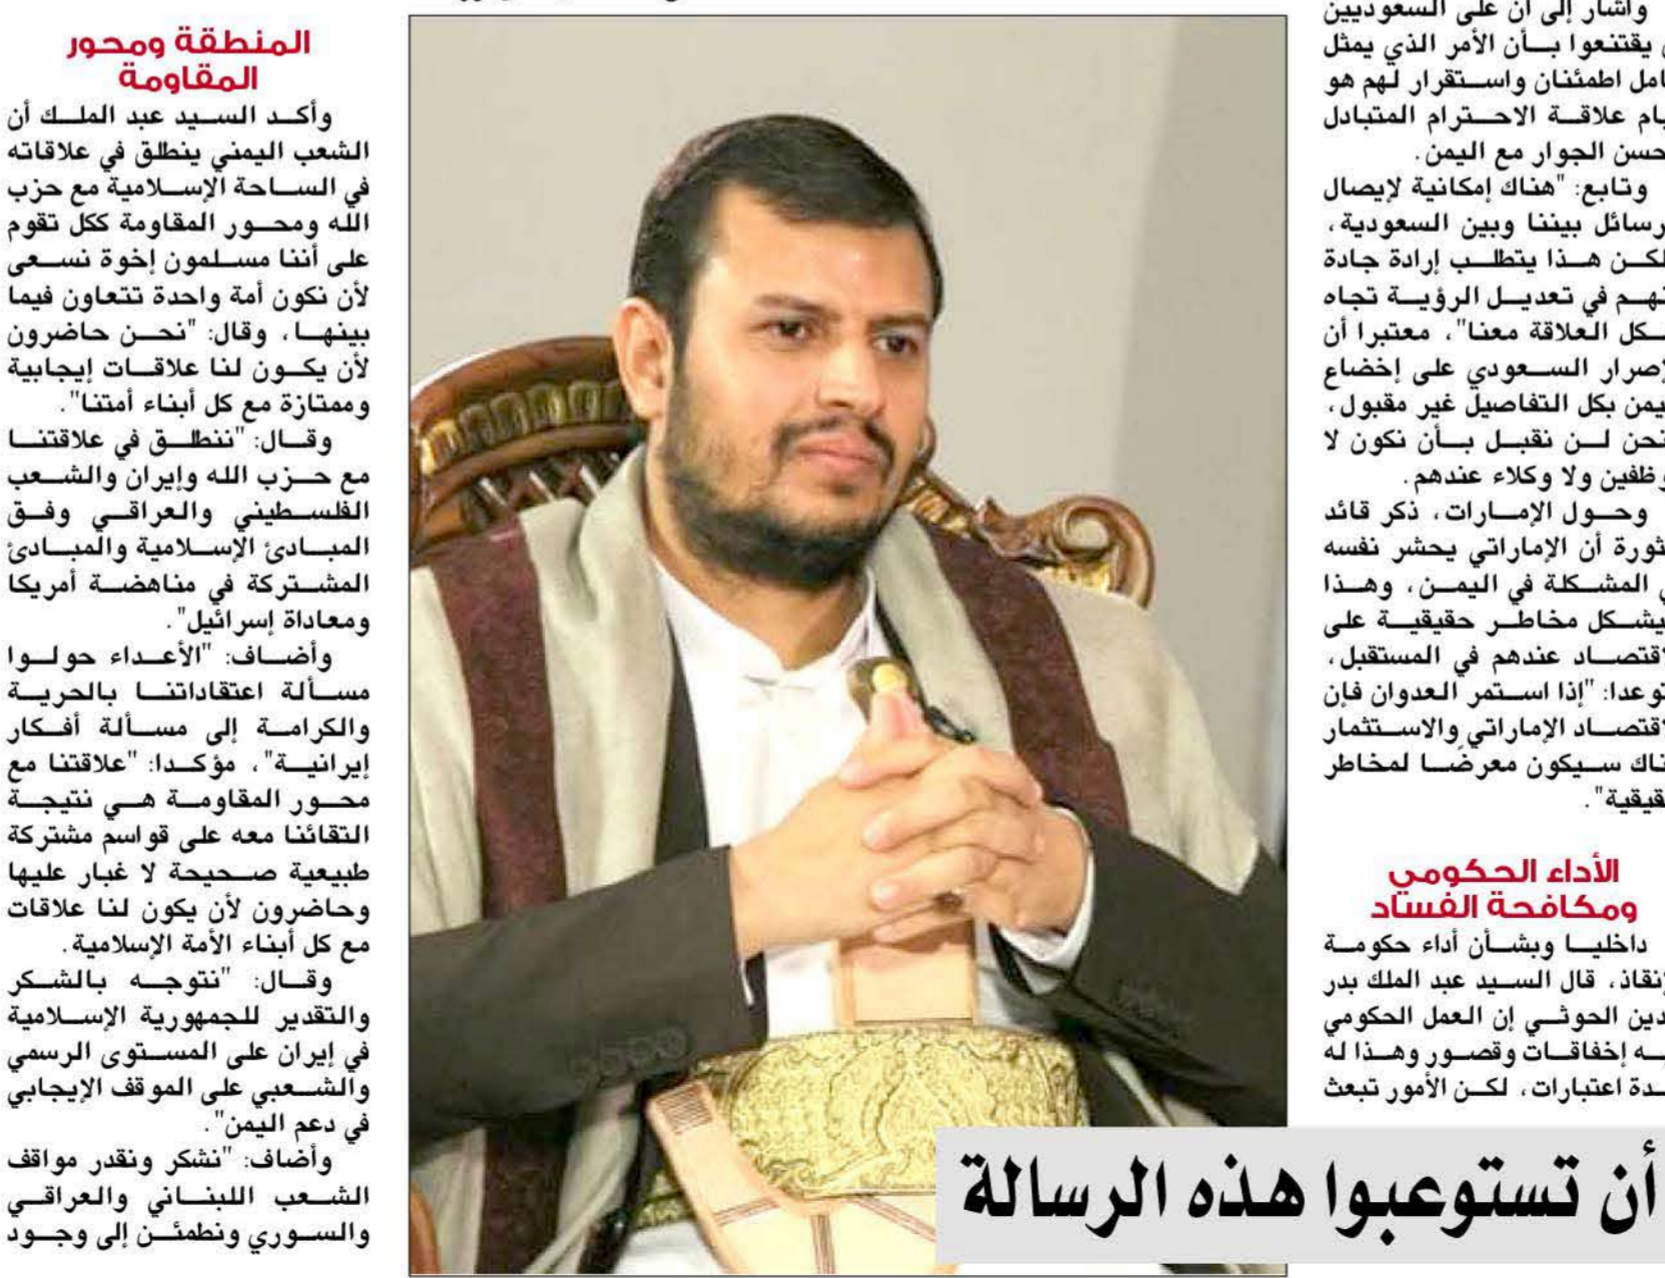 وأشار إلى أن على السعوديين
يقتنعوا بأن الأمر الذي يمثل
اطمئنان واستقرار لهم هو
علاقة الاحترام المتبادل
حسن الجوار مع اليمن.
وتابع: "هناك إمكانية لإيصال
رسائل بيننا وبين السعودية،
هذا يتطلب إرادة جادة
في تعديل الرؤية تجاه
العلاقة معنا"، معتبرا أن
السعودي على إخضاع
بكل التفاصيل غير مقبول،
لن نقبل بأن نكون لا
ولا وكلاء عندهم.
وحول الإمارات، ذكر قائد
أن الإماراتي يحشر نفسه
المشكلة في اليمن، وهذا
مخاطر حقيقية على
عندهم في المستقبل،
"إذا استمر العدوان فإن
الإماراتي والاستثمار
سيكون معرضا لمخاطر
الأداء الحكومي
ومكافحة الفساد
داخليا وبشأن أداء حكومة
قال السيد عبد الملك بدر
الحوثي إن العمل الحكومي
إخفاقات وقصور وهذا له
اعتبارات، لكن الأمور تبعث
أن تستوعبوا هذه الرسالة
المنطقة ومحور
المقاومة
وأكد السيد عبد الملك أن
الشعب اليمني ينطلق في علاقاته
في الساحة الإسلامية مع حزب
الله ومحور المقاومة ككل تقوم
على أننا مسلمون إخوة نسعى
لأن نكون أمة واحدة تتعاون فيما
بينها، وقال: "نحن حاضرون
لأن يكون لنا علاقات إيجابية
وممتازة مع كل أبناء أمتنا".
وقال: "ننطلق في علاقتنا
مع حزب الله وإيران والشعب
الفلسطيني والعراقي وفق
المبادئ الإسلامية والمبادئ
المشتركة في مناهضة أمريكا
ومعاداة إسرائيل".
وأضاف: "الأعداء حولوا
مسألة اعتقاداتنا بالحرية
والكرامة إلى مسألة أفكار
إيرانية"، مؤكدا: "علاقتنا مع
محور المقاومة هي نتيجة
التقائنا معه على قواسم مشتركة
طبيعية صحيحة لا غبار عليها
وحاضرون لأن يكون لنا علاقات
مع كل أبناء الأمة الإسلامية.
وقال: "نتوجه بالشكر
والتقدير للجمهورية الإسلامية
في إيران على المستوى الرسمي
والشعبي على الموقف الإيجابي
في دعم اليمن".
وأضاف: "نشكر ونقدر مواقف
الشعب اللبناني والعراقي
والسوري ونطمئن إلى وجود